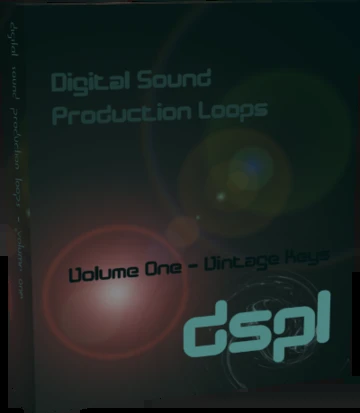 Digital Sound
Production Loops
Volume One - Vintage Keys
dspl
digital sound production loops - volume one